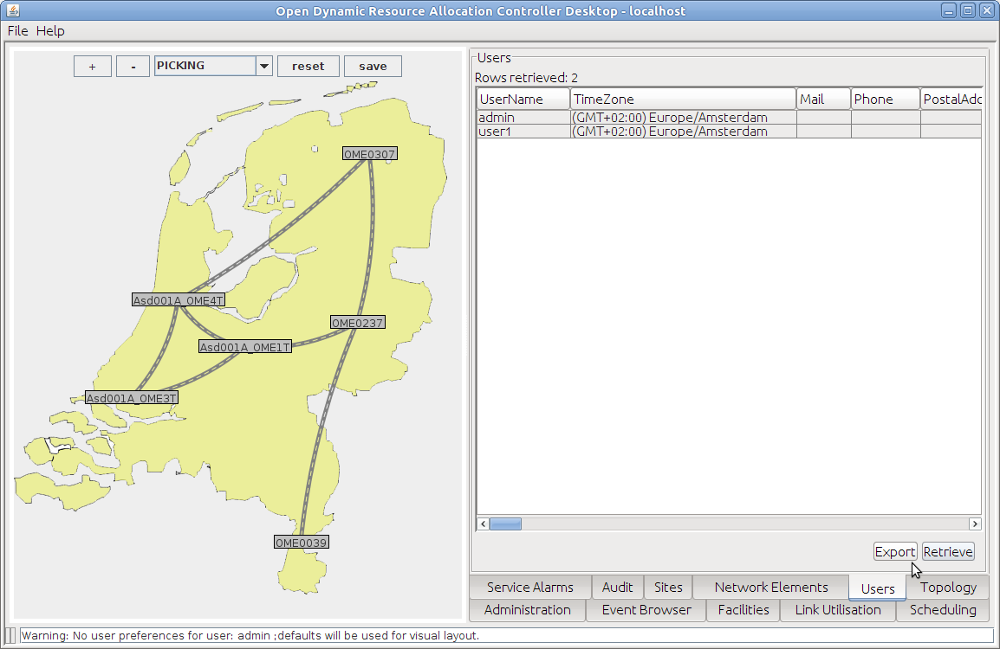 Open Dynamic Resource Allocation Controller Desktop - localhost
File Help
+ - PICKING reset save
OME0307
Asd001A_OME4T
OME0237
Asd001A_OME1T
Asd001A_OME3T
OME0039
Users
Rows retrieved: 2
UserName TimeZone Mail Phone PostalAdd
admin (GMT+02:00) Europe/Amsterdam
user1 (GMT+02:00) Europe/Amsterdam
Export Retrieve
Service Alarms Audit Sites Network Elements Users Topology
Administration Event Browser Facilities Link Utilisation Scheduling
Warning: No user preferences for user: admin ;defaults will be used for visual layout.